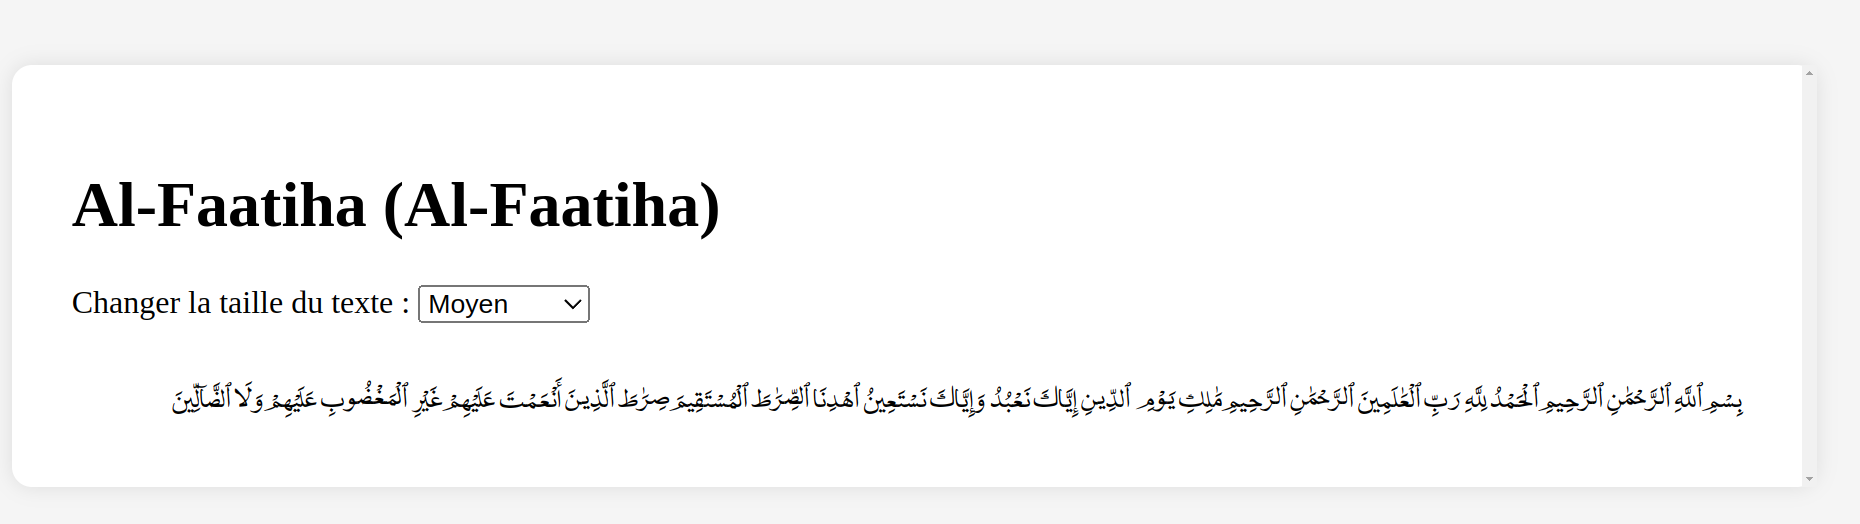 Al-Faatiha (Al-Faatiha)
Changer la taille du texte : Moyen
بِسْمِ ٱللَّهِ ٱلرَّحْمَٰنِ ٱلرَّحِيمِ ٱلْحَمْدُ لِلَّهِ رَبِّ ٱلْعَٰلَمِينَ ٱلرَّحْمَٰنِ ٱلرَّحِيمِ مَٰلِكِ يَوْمِ ٱلدِّينِ إِيَّاكَ نَعْبُدُ وَإِيَّاكَ نَسْتَعِينُ ٱهْدِنَا ٱلصِّرَٰطَ ٱلْمُسْتَقِيمَ صِرَٰطَ ٱلَّذِينَ أَنْعَمْتَ عَلَيْهِمْ غَيْرِ ٱلْمَغْضُوبِ عَلَيْهِمْ وَلَا ٱلضَّآلِّينَ